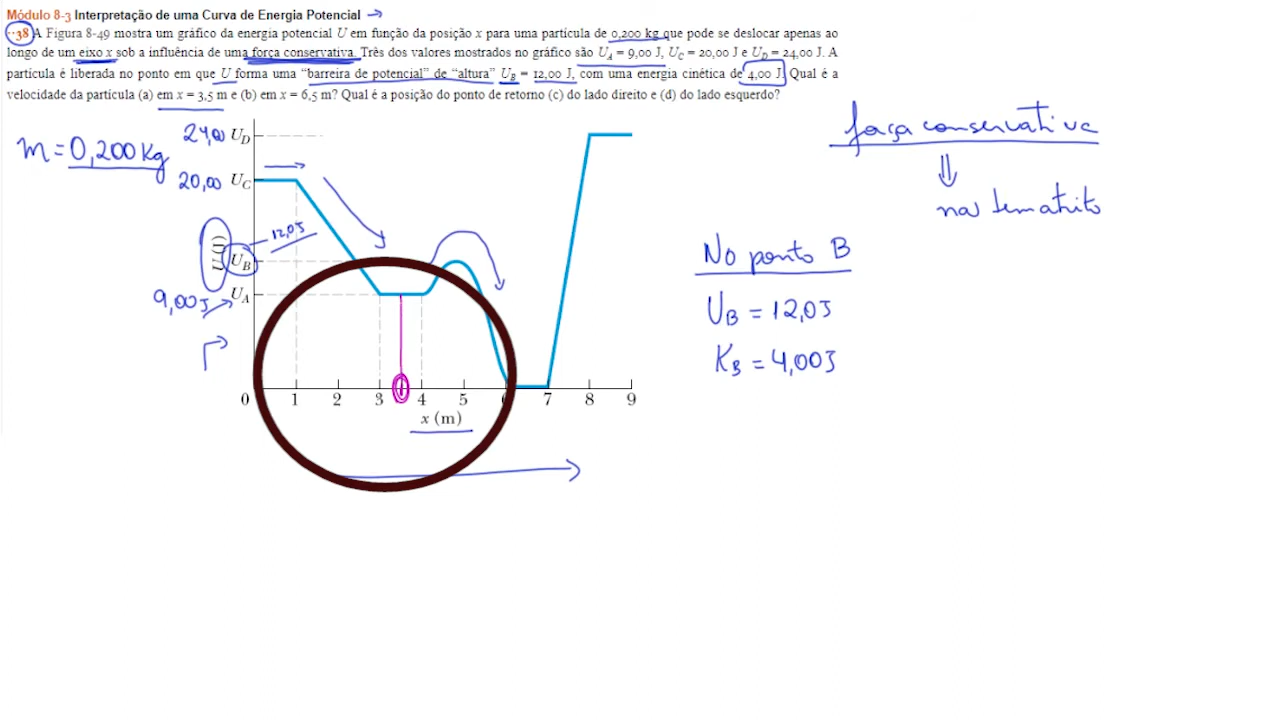 Módulo 8-3 Interpretação de uma Curva de Energia Potencial
··38 A Figura 8-49 mostra um gráfico da energia potencial U em função da posição x para uma partícula de 0,200 kg que pode se deslocar apenas ao
longo de um eixo x sob a influência de uma força conservativa. Três dos valores mostrados no gráfico são U_A = 9,00 J, U_C = 20,00 J e U_D = 24,00 J. A
partícula é liberada no ponto em que U forma uma “barreira de potencial” de “altura” U_B = 12,00 J, com uma energia cinética de 4,00 J. Qual é a
velocidade da partícula (a) em x = 3,5 m e (b) em x = 6,5 m? Qual é a posição do ponto de retorno (c) do lado direito e (d) do lado esquerdo?
m = 0,200 Kg
24,00 U_D
20,00 U_C
12,0J
U_B
9,00J U_A
0 1 2 3 4 5 6 7 8 9
x (m)
força conservativa
No ponto B
U_B = 12,0J
K_B = 4,00J